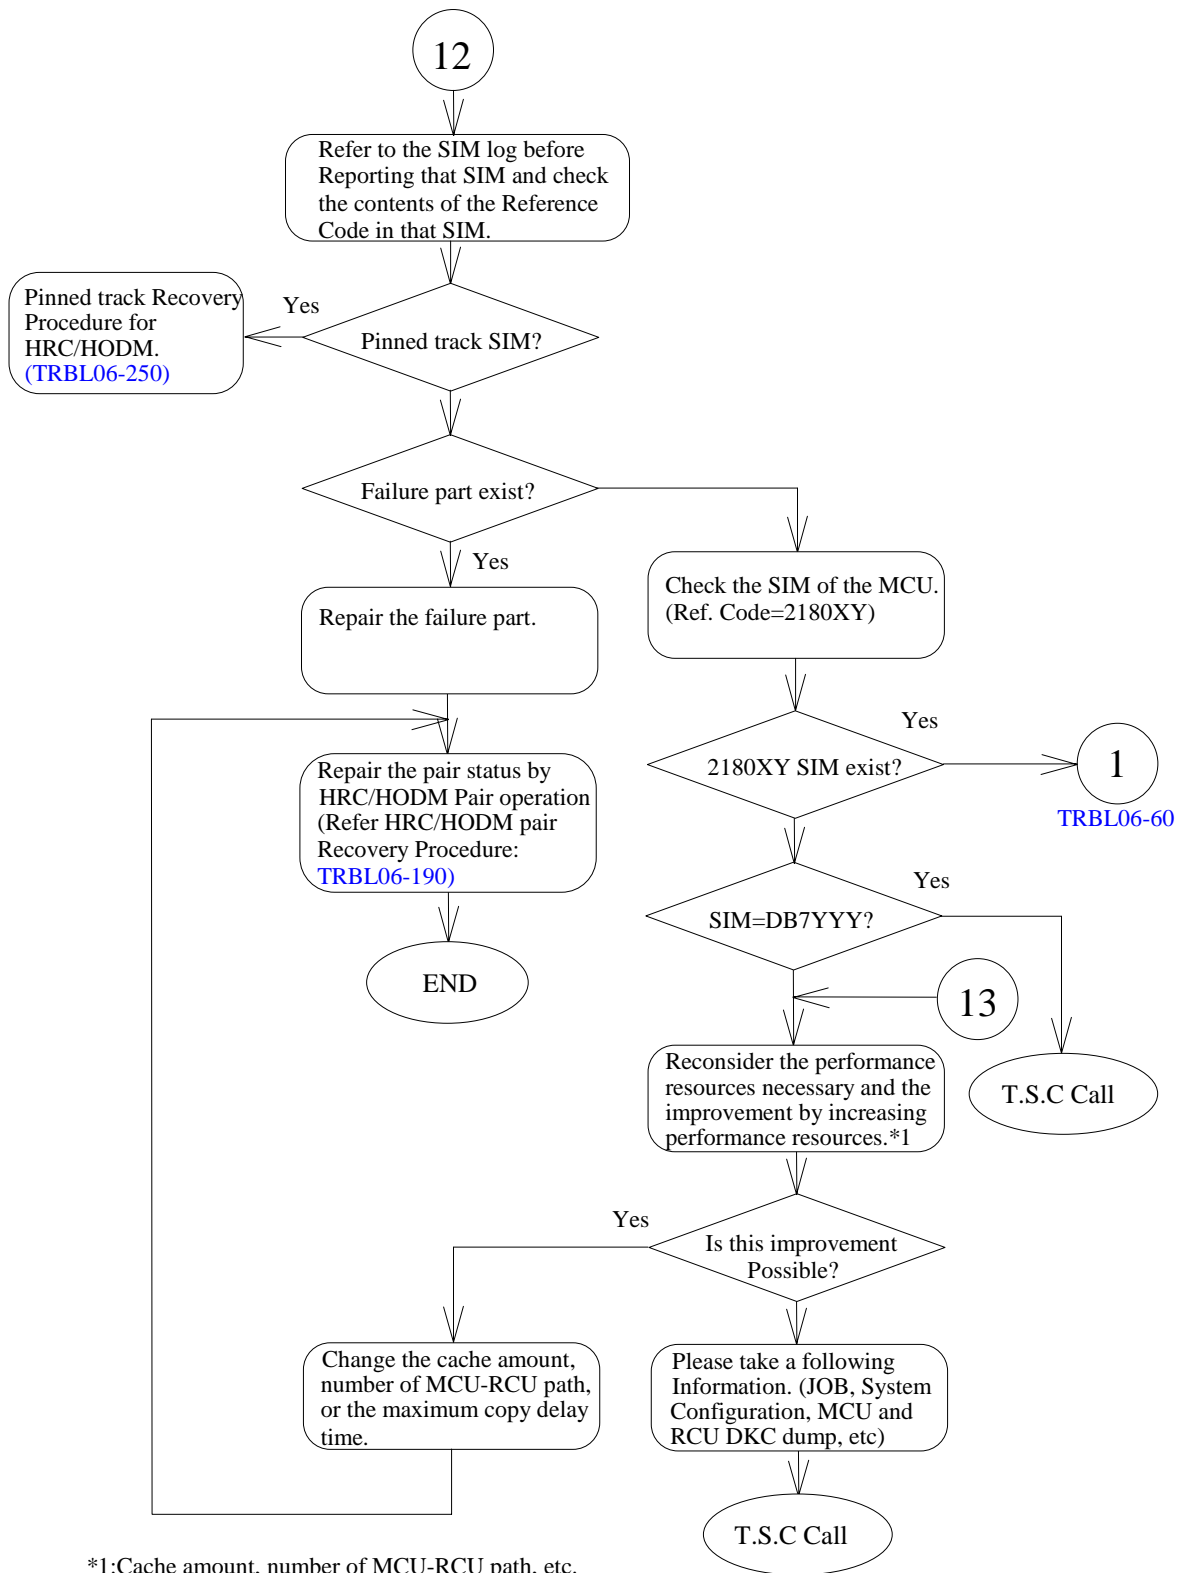 12
Refer to the SIM log before
Reporting that SIM and check
the contents of the Reference
Code in that SIM.
Pinned track Recovery
Procedure for
HRC/HODM.
(TRBL06-250)
Yes
Pinned track SIM?
Failure part exist?
Yes
Check the SIM of the MCU.
(Ref. Code=2180XY)
Repair the failure part.
Yes
2180XY SIM exist?
1
TRBL06-60
Repair the pair status by
HRC/HODM Pair operation
(Refer HRC/HODM pair
Recovery Procedure:
TRBL06-190)
Yes
SIM=DB7YYY?
END
13
Reconsider the performance
resources necessary and the
improvement by increasing
performance resources.*1
T.S.C Call
Yes
Is this improvement
Possible?
Change the cache amount,
number of MCU-RCU path,
or the maximum copy delay
time.
Please take a following
Information. (JOB, System
Configuration, MCU and
RCU DKC dump, etc)
T.S.C Call
*1:Cache amount, number of MCU-RCU path, etc.